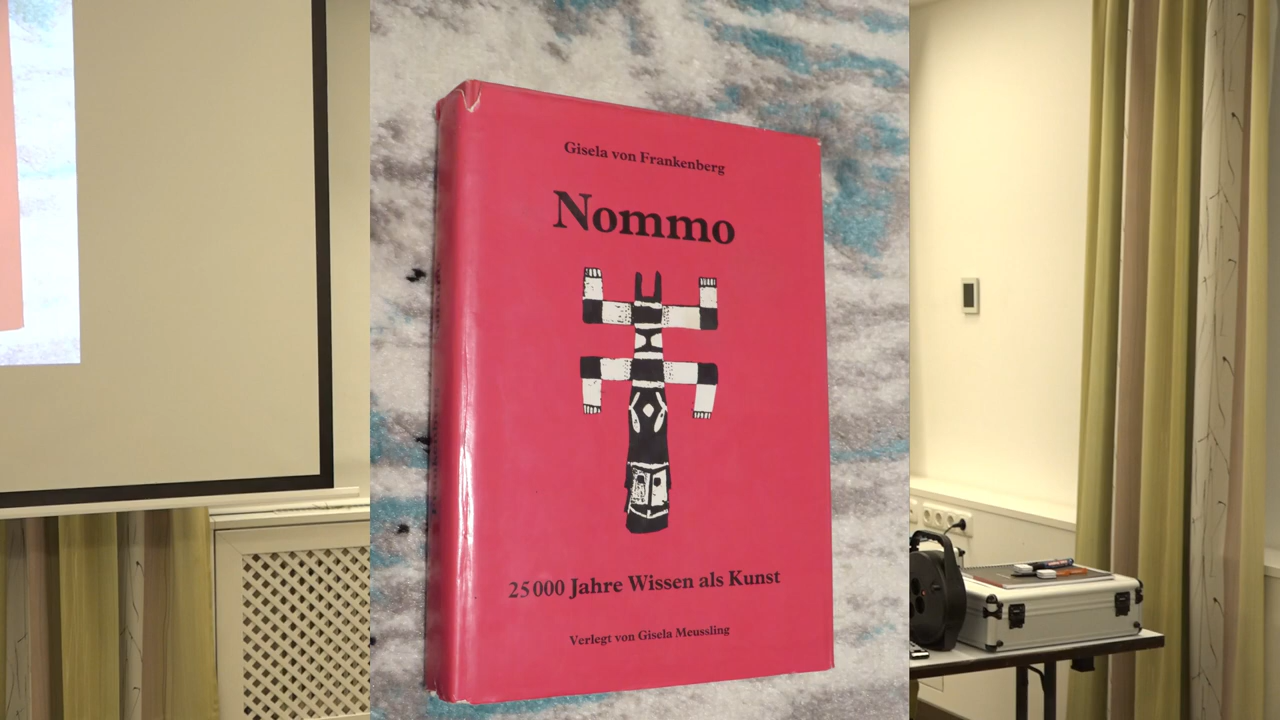 Gisela von Frankenberg
Nommo
25 000 Jahre Wissen als Kunst
Verlegt von Gisela Meussling